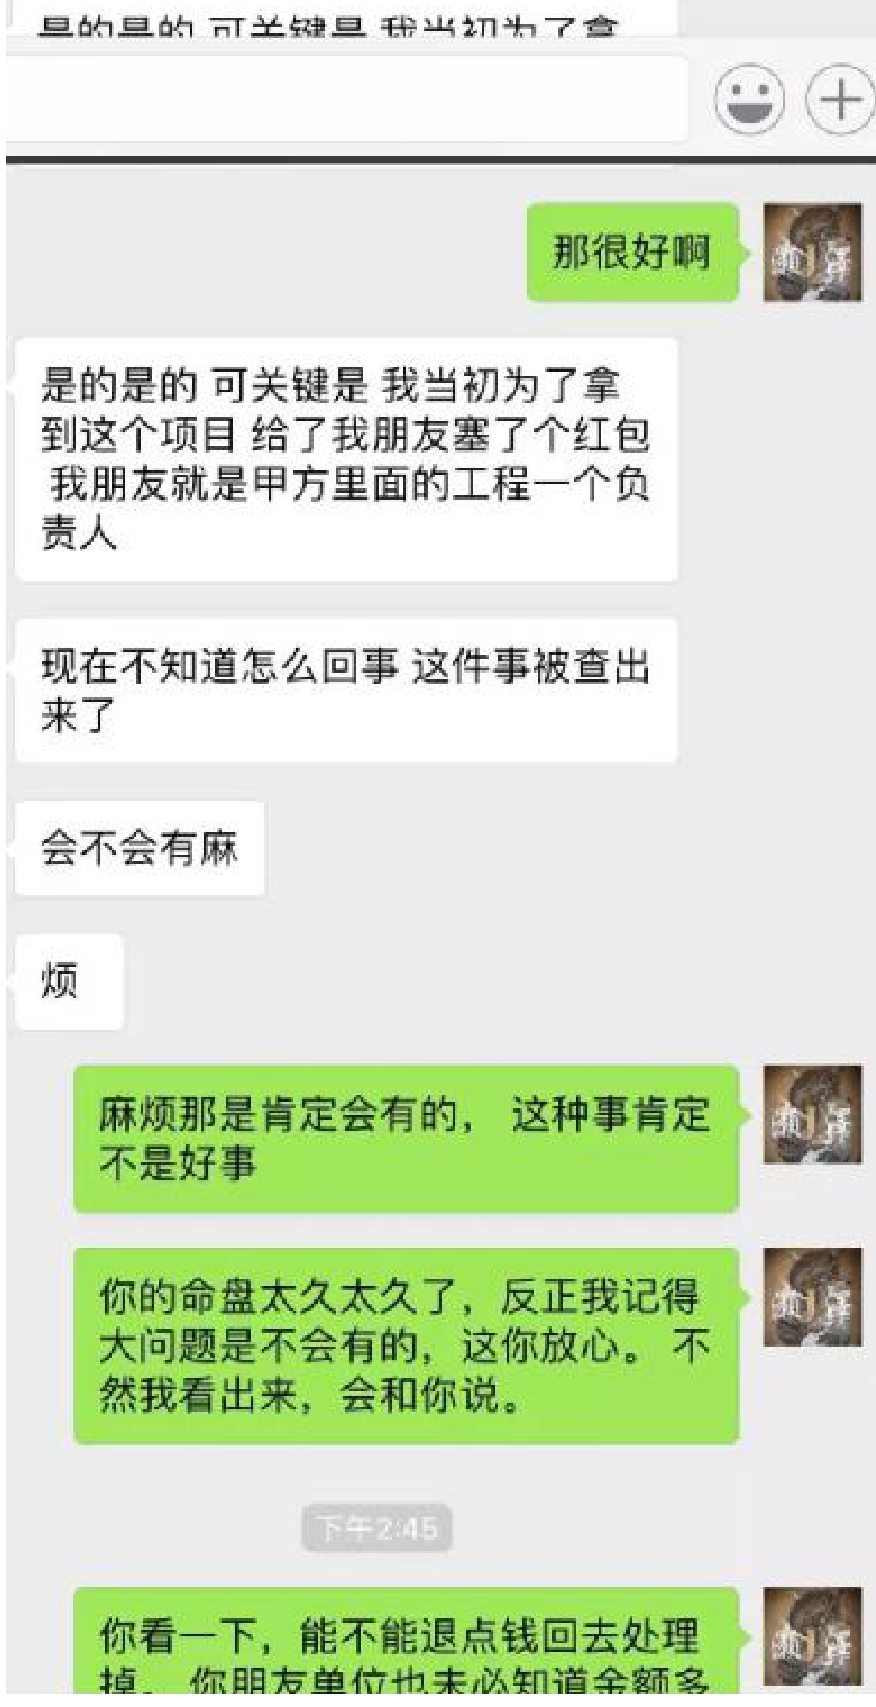 是的是的 可关键是 我当初为了拿
那很好啊
是的是的 可关键是 我当初为了拿
到这个项目 给了我朋友塞了个红包
我朋友就是甲方里面的工程一个负
责人
现在不知道怎么回事 这件事被查出
来了
会不会有麻
烦
麻烦那是肯定会有的， 这种事肯定
不是好事
你的命盘太久太久了，反正我记得
大问题是不会有的，这你放心。 不
然我看出来，会和你说。
下午2:45
你看一下，能不能退点钱回去处理
掉。 你朋友单位也未必知道金额多